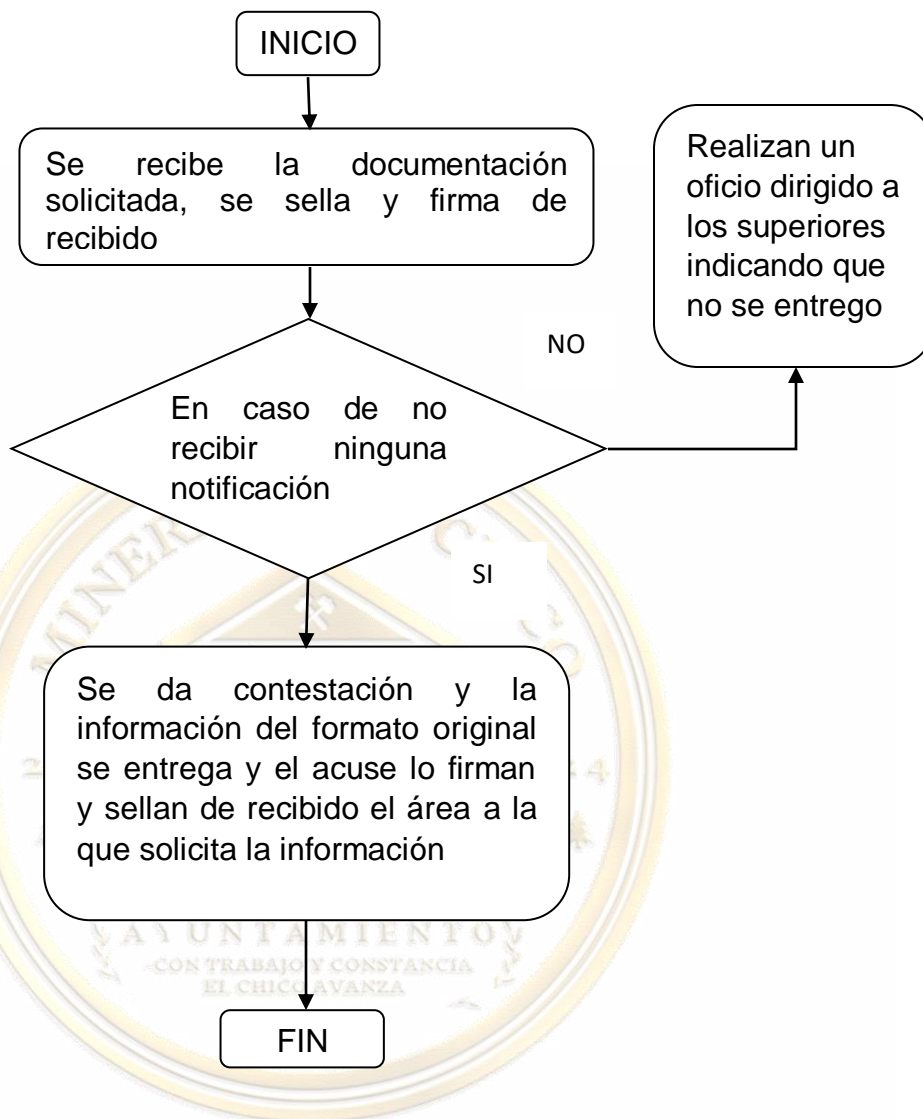 INICIO
Se recibe la documentación
solicitada, se sella y firma de
recibido
Realizan un
oficio dirigido a
los superiores
indicando que
no se entrego
NO
En caso de no
recibir ninguna
notificación
SI
Se da contestación y la
información del formato original
se entrega y el acuse lo firman
y sellan de recibido el área a la
que solicita la información
AYUNTAMIENTO
CON TRABAJO Y CONSTANCIA
EL CHICO AVANZA
FIN